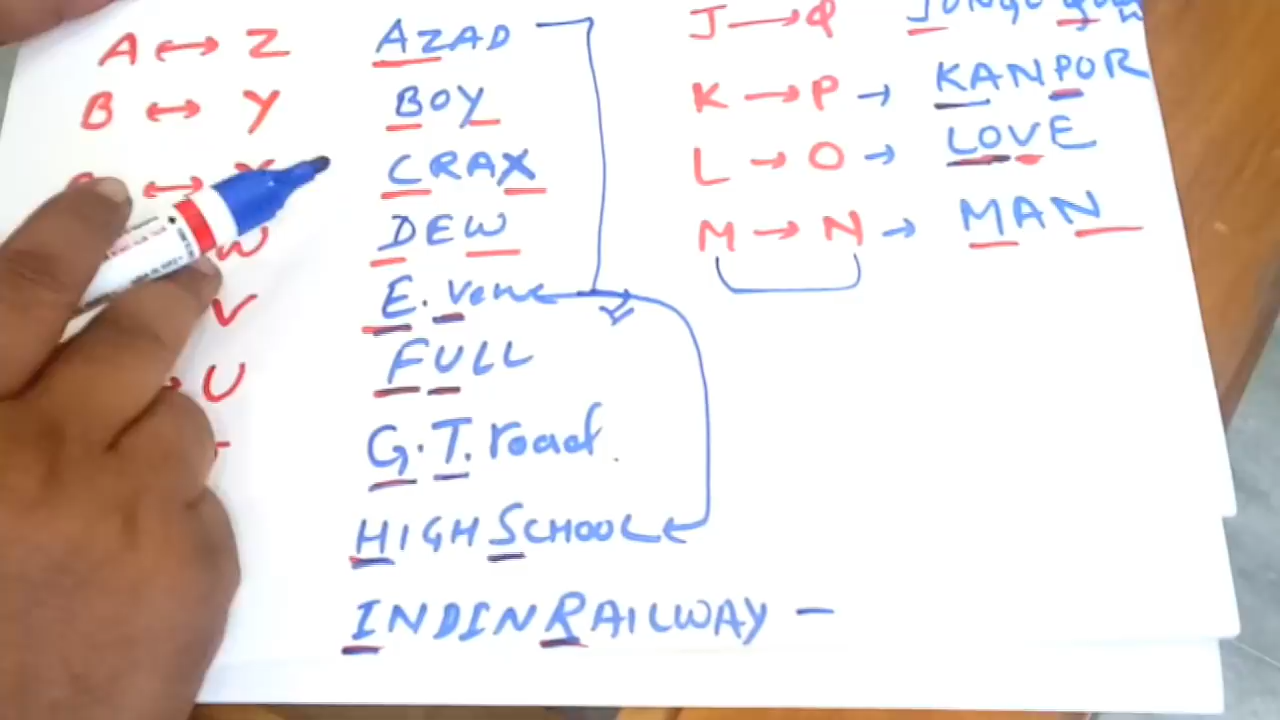 A ↔ Z AZAD
B ↔ Y BOY
↔ CRAX
W DEW
V E. Vene
U FULL
G.T. road.
HIGH SCHOOL
INDIN RAILWAY –
J → Q
K → P → KANPOR
L → O → LOVE
M → N → MAN